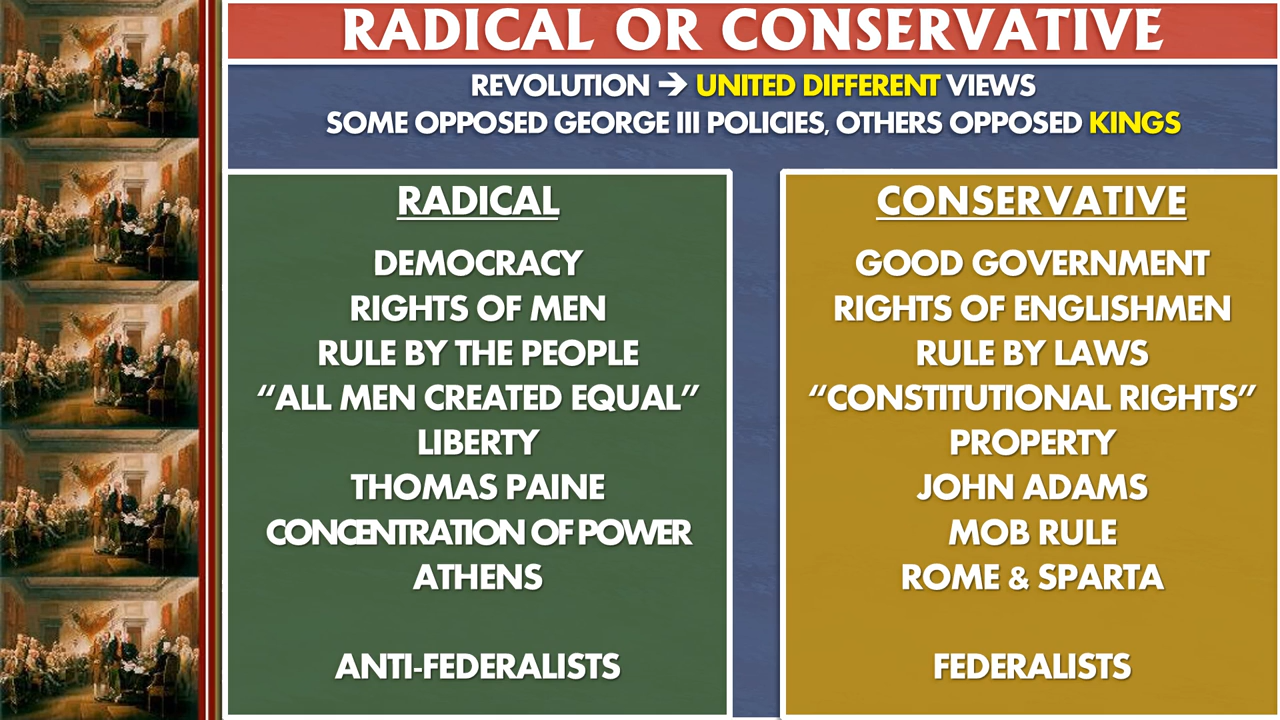 RADICAL OR CONSERVATIVE
REVOLUTION → UNITED DIFFERENT VIEWS
SOME OPPOSED GEORGE III POLICIES, OTHERS OPPOSED KINGS
RADICAL
DEMOCRACY
RIGHTS OF MEN
RULE BY THE PEOPLE
“ALL MEN CREATED EQUAL”
LIBERTY
THOMAS PAINE
CONCENTRATION OF POWER
ATHENS
ANTI-FEDERALISTS
CONSERVATIVE
GOOD GOVERNMENT
RIGHTS OF ENGLISHMEN
RULE BY LAWS
“CONSTITUTIONAL RIGHTS”
PROPERTY
JOHN ADAMS
MOB RULE
ROME & SPARTA
FEDERALISTS